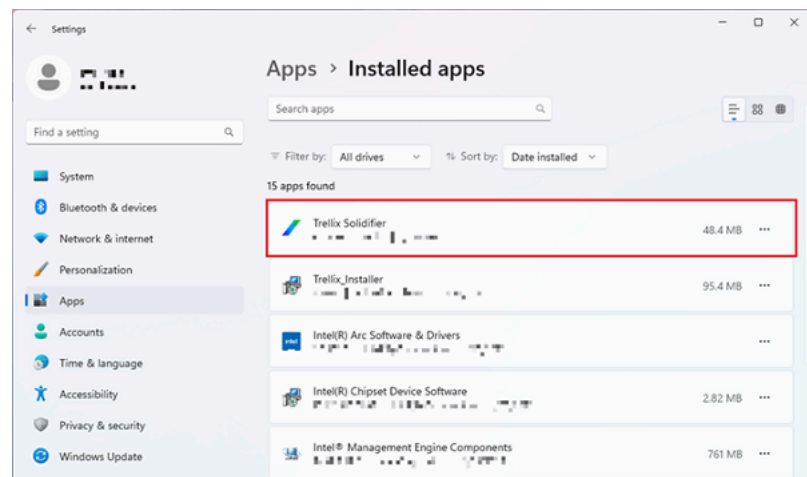 Settings
Apps > Installed apps
Search apps
Find a setting
Filter by: All drives Sort by: Date installed
15 apps found
System
Bluetooth & devices
Network & internet
Personalization
Apps
Accounts
Time & language
Accessibility
Privacy & security
Windows Update
Trellix Solidifier
48.4 MB
Trellix_Installer
95.4 MB
intel
Intel(R) Arc Software & Drivers
Intel(R) Chipset Device Software
2.82 MB
Intel® Management Engine Components
761 MB